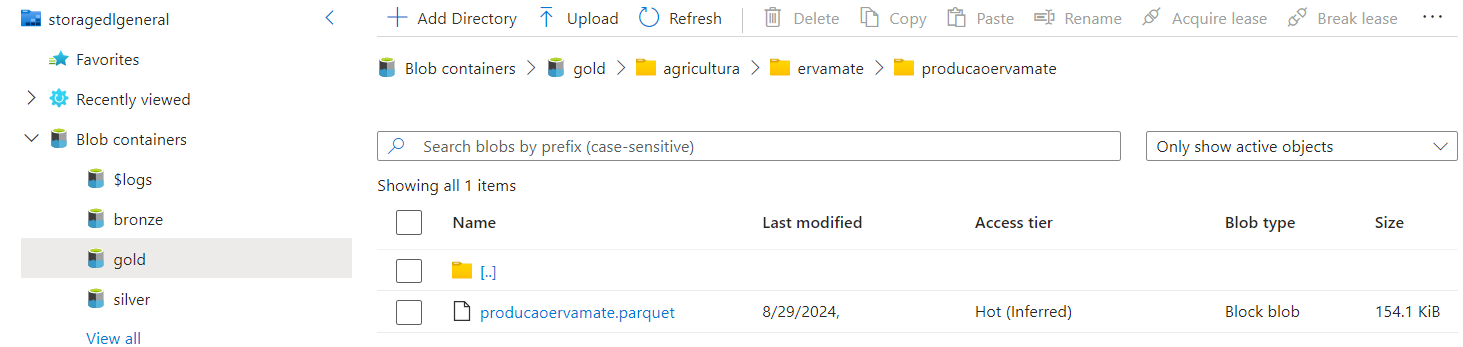 storagedlgeneral
Favorites
Recently viewed
Blob containers
$logs
bronze
gold
silver
View all
Add Directory Upload Refresh Delete Copy Paste Rename Acquire lease Break lease ...
Blob containers > gold > agricultura > ervamate > producaoervamate
Search blobs by prefix (case-sensitive) Only show active objects
Showing all 1 items
Name Last modified Access tier Blob type Size
[..]
producaoervamate.parquet 8/29/2024, Hot (Inferred) Block blob 154.1 KiB